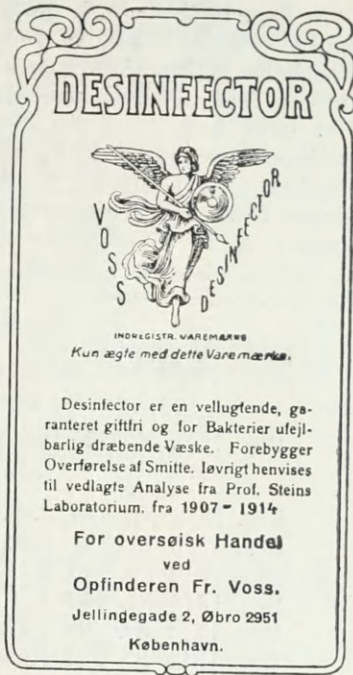 DESINFECTOR
VOSS DESINFECTOR
INDREGISTR. VAREMÆRKE
Kun ægte med dette Varemærke.
Desinfector er en vellugtende, ga-
ranteret giftfri og for Bakterier ufejl-
barlig dræbende Væske. Forebygger
Overførelse af Smitte. Iøvrigt henvises
til vedlagte Analyse fra Prof. Steins
Laboratorium. fra 1907-1914
For oversøisk Handel
ved
Opfinderen Fr. Voss.
Jellingegade 2, Øbro 2951
København.